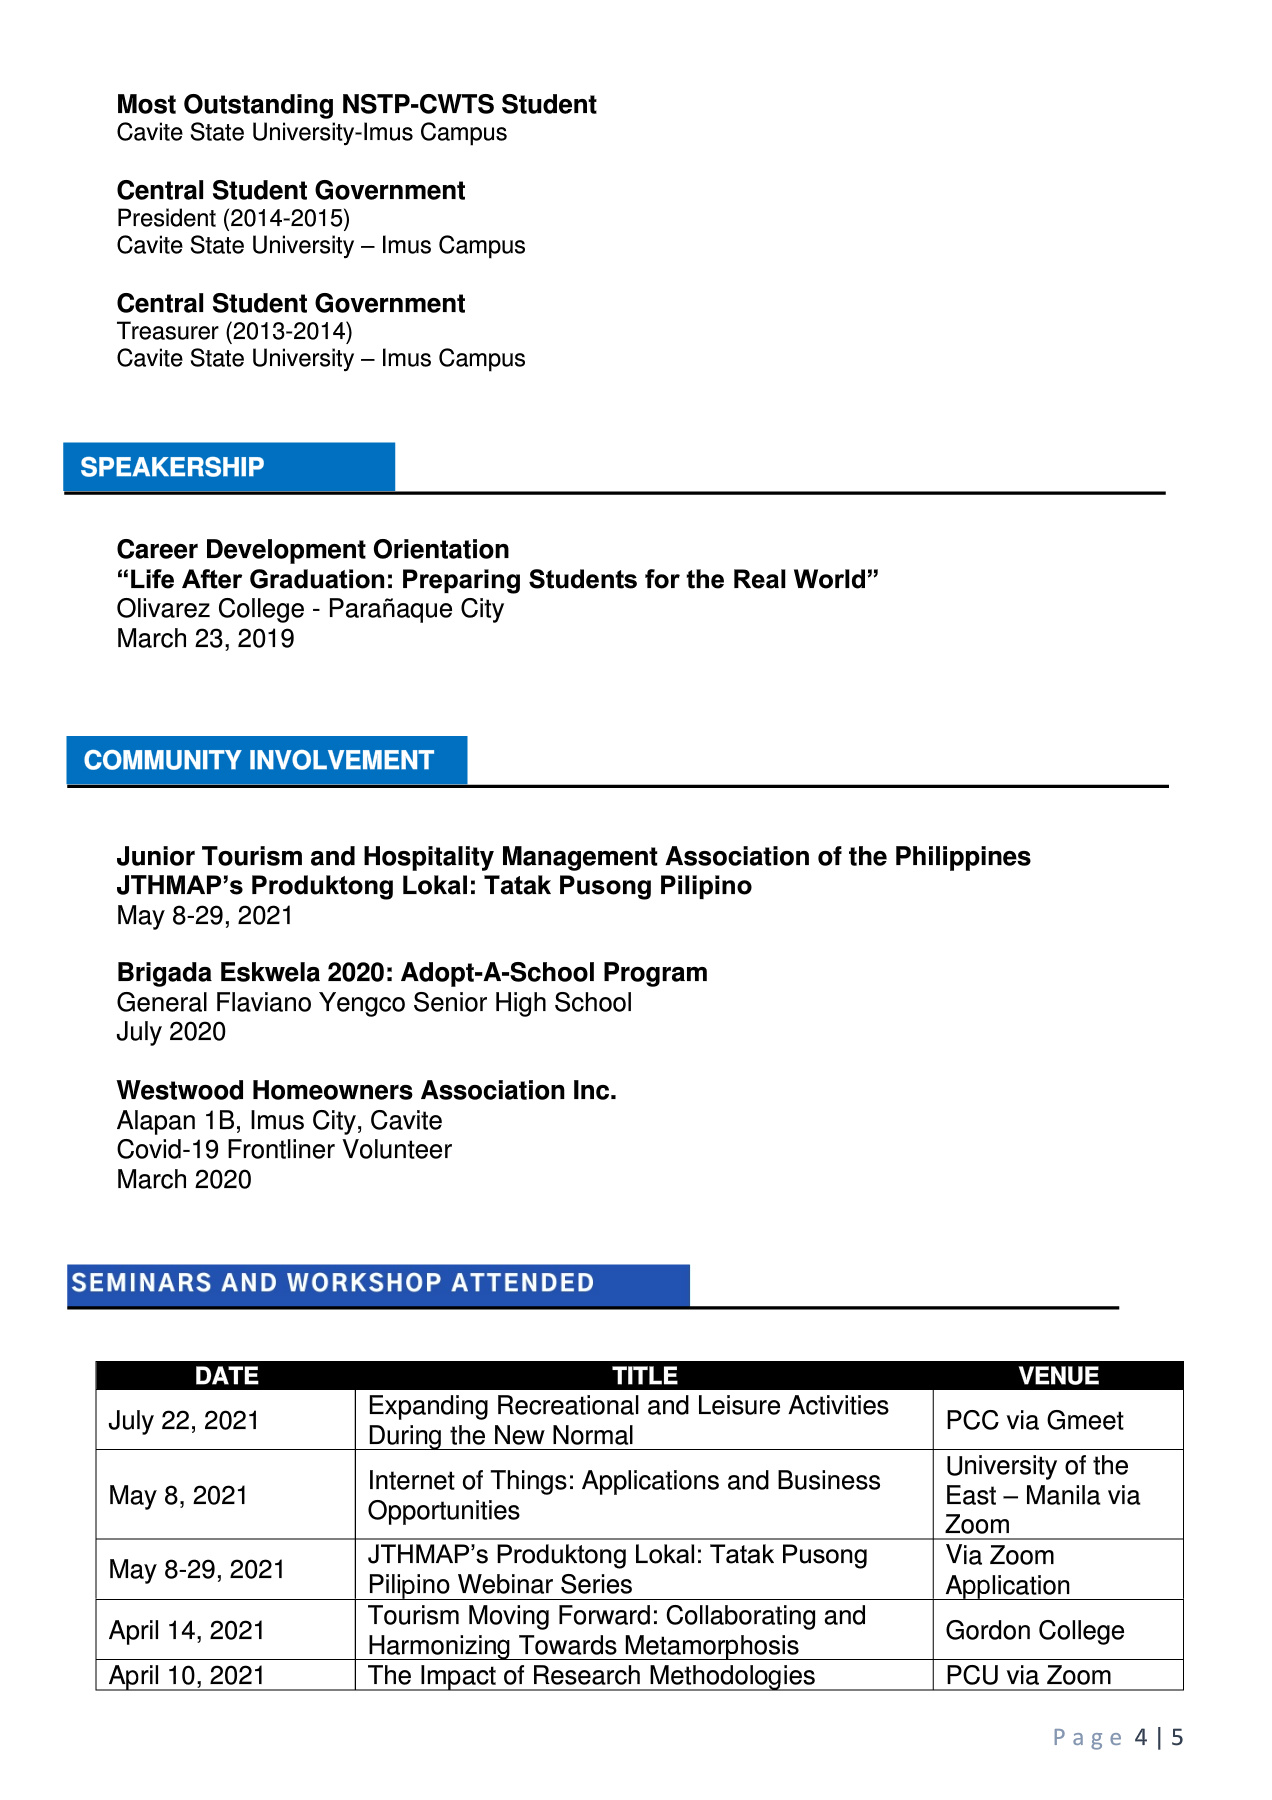 Most Outstanding NSTP-CWTS Student
Cavite State University-Imus Campus
Central Student Government
President (2014-2015)
Cavite State University – Imus Campus
Central Student Government
Treasurer (2013-2014)
Cavite State University – Imus Campus
SPEAKERSHIP
Career Development Orientation
“Life After Graduation: Preparing Students for the Real World”
Olivarez College - Parañaque City
March 23, 2019
COMMUNITY INVOLVEMENT
Junior Tourism and Hospitality Management Association of the Philippines
JTHMAP’s Produktong Lokal: Tatak Pusong Pilipino
May 8-29, 2021
Brigada Eskwela 2020: Adopt-A-School Program
General Flaviano Yengco Senior High School
July 2020
Westwood Homeowners Association Inc.
Alapan 1B, Imus City, Cavite
Covid-19 Frontliner Volunteer
March 2020
SEMINARS AND WORKSHOP ATTENDED
DATE TITLE VENUE
July 22, 2021
Expanding Recreational and Leisure Activities
During the New Normal
PCC via Gmeet
May 8, 2021
Internet of Things: Applications and Business
Opportunities
University of the
East – Manila via
Zoom
May 8-29, 2021
JTHMAP’s Produktong Lokal: Tatak Pusong
Pilipino Webinar Series
Via Zoom
Application
April 14, 2021
Tourism Moving Forward: Collaborating and
Harmonizing Towards Metamorphosis
Gordon College
April 10, 2021 The Impact of Research Methodologies PCU via Zoom
Page 4 | 5